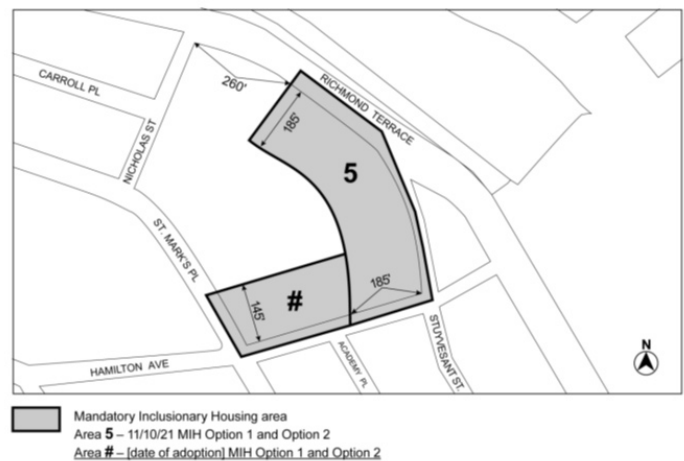 CARROLL PL
NICHOLAS ST
260'
RICHMOND TERRACE
185'
5
ST. MARK'S PL
#
145'
185'
HAMILTON AVE
ACADEMY PL
STUYVESANT ST.
N
Mandatory Inclusionary Housing area
Area 5 – 11/10/21 MIH Option 1 and Option 2
Area # – [date of adoption] MIH Option 1 and Option 2